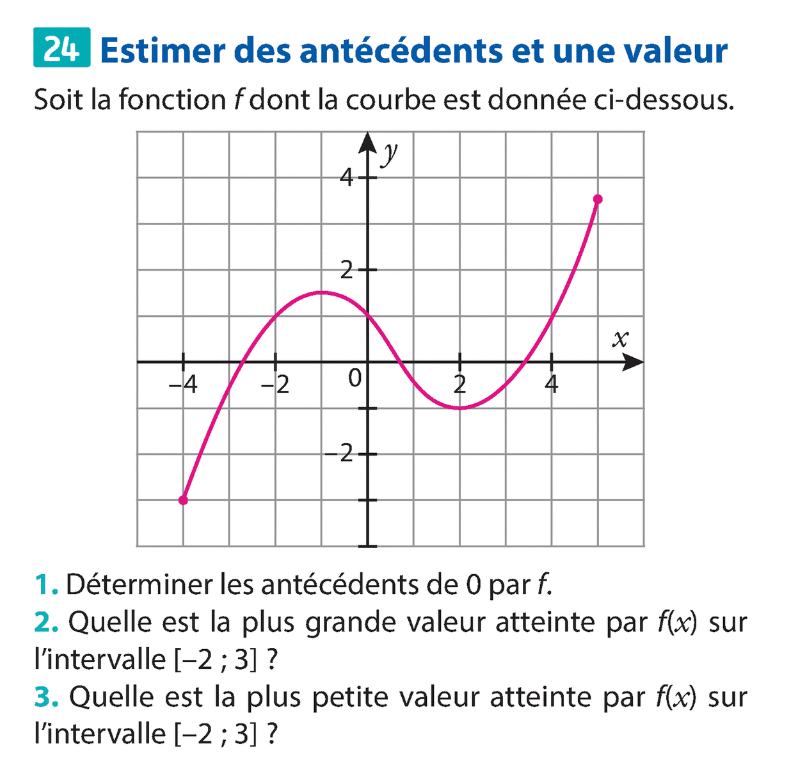 24 Estimer des antécédents et une valeur
Soit la fonction f dont la courbe est donnée ci-dessous.
y
4
2
x
–4
–2
0
2
4
–2
1. Déterminer les antécédents de 0 par f.
2. Quelle est la plus grande valeur atteinte par f(x) sur
l’intervalle [–2 ; 3] ?
3. Quelle est la plus petite valeur atteinte par f(x) sur
l’intervalle [–2 ; 3] ?